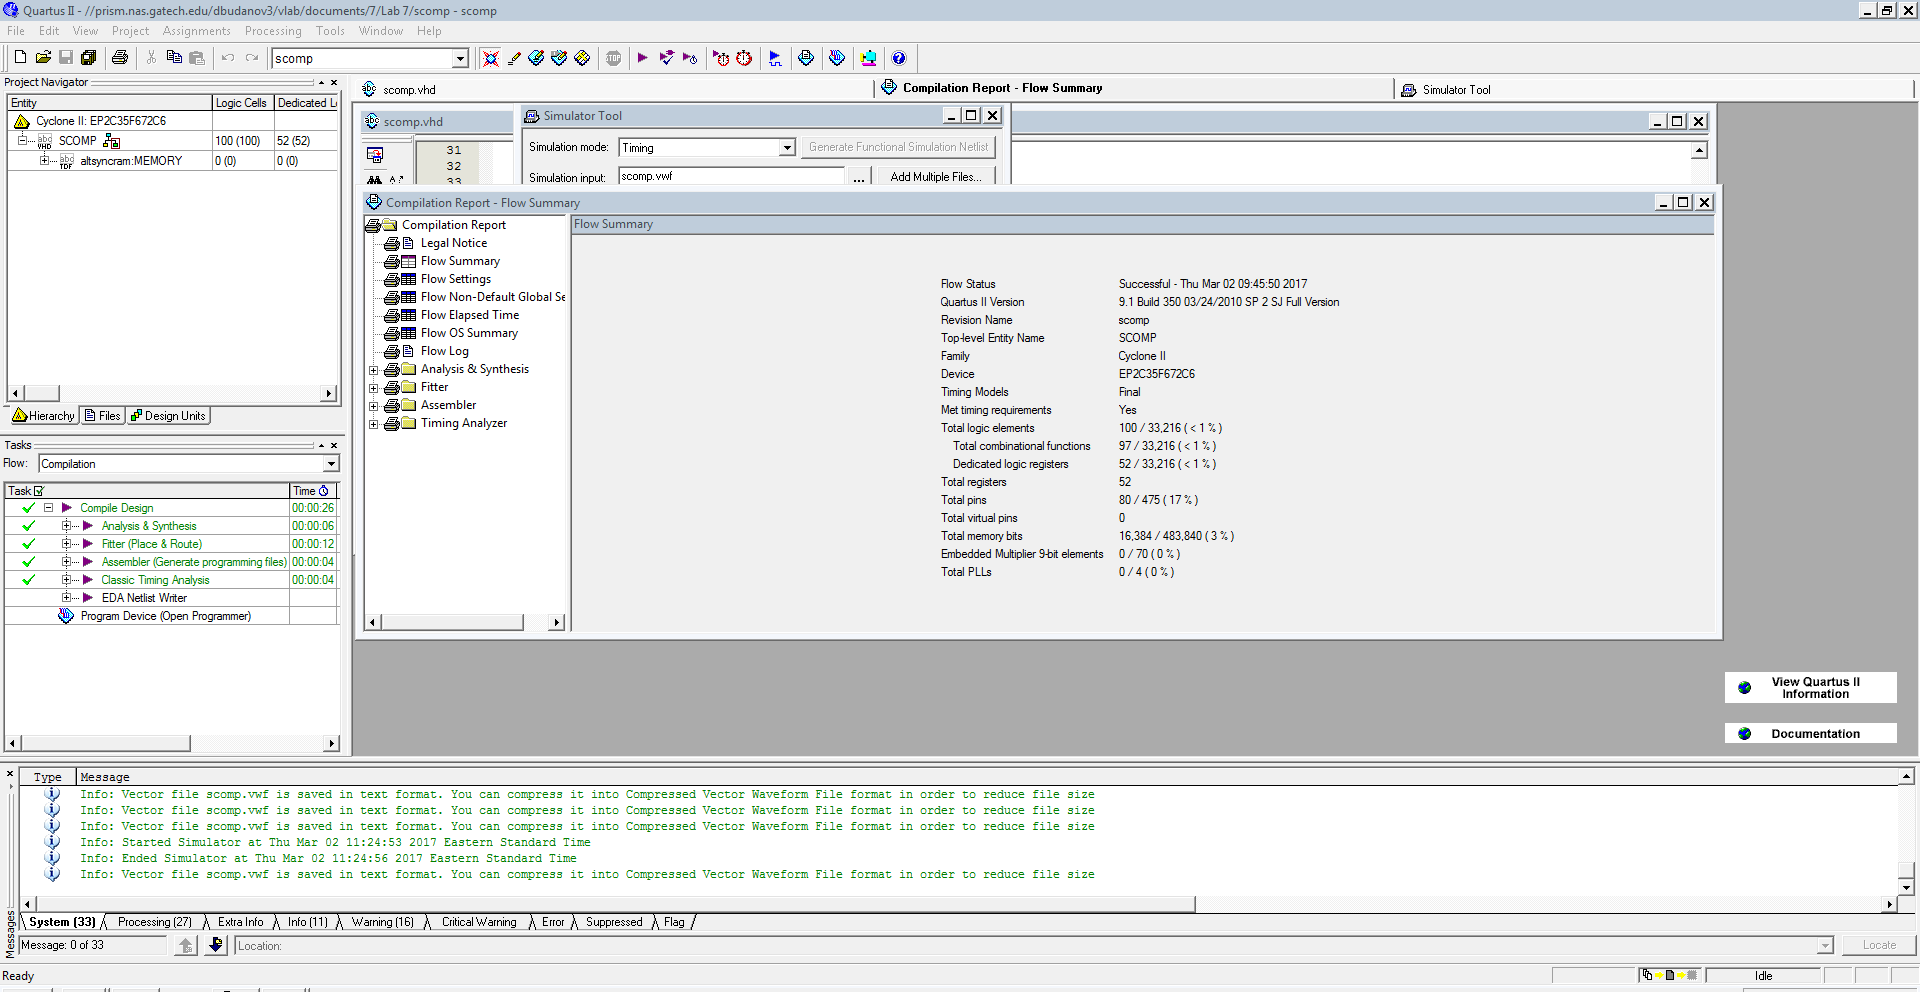 Quartus II - //prism.nas.gatech.edu/dbudanov3/vlab/documents/7/Lab 7/scomp - scomp
File Edit View Project Assignments Processing Tools Window Help
scomp
STOP
Project Navigator
Entity Logic Cells Dedicated L
Cyclone II: EP2C35F672C6
SCOMP 100 (100) 52 (52)
altsyncram:MEMORY 0 (0) 0 (0)
Hierarchy Files Design Units
Tasks
Flow: Compilation
Task Time
Compile Design 00:00:26
Analysis & Synthesis 00:00:06
Fitter (Place & Route) 00:00:12
Assembler (Generate programming files) 00:00:04
Classic Timing Analysis 00:00:04
EDA Netlist Writer
Program Device (Open Programmer)
scomp.vhd Compilation Report - Flow Summary Simulator Tool
scomp.vhd
31
32
33
Simulator Tool
Simulation mode: Timing Generate Functional Simulation Netlist
Simulation input: scomp.vwf ... Add Multiple Files...
Compilation Report - Flow Summary
Compilation Report
Legal Notice
Flow Summary
Flow Settings
Flow Non-Default Global Se
Flow Elapsed Time
Flow OS Summary
Flow Log
Analysis & Synthesis
Fitter
Assembler
Timing Analyzer
Flow Summary
Flow Status Successful - Thu Mar 02 09:45:50 2017
Quartus II Version 9.1 Build 350 03/24/2010 SP 2 SJ Full Version
Revision Name scomp
Top-level Entity Name SCOMP
Family Cyclone II
Device EP2C35F672C6
Timing Models Final
Met timing requirements Yes
Total logic elements 100 / 33,216 ( < 1 % )
Total combinational functions 97 / 33,216 ( < 1 % )
Dedicated logic registers 52 / 33,216 ( < 1 % )
Total registers 52
Total pins 80 / 475 ( 17 % )
Total virtual pins 0
Total memory bits 16,384 / 483,840 ( 3 % )
Embedded Multiplier 9-bit elements 0 / 70 ( 0 % )
Total PLLs 0 / 4 ( 0 % )
View Quartus II
Information
Documentation
Type Message
Info: Vector file scomp.vwf is saved in text format. You can compress it into Compressed Vector Waveform File format in order to reduce file size
Info: Vector file scomp.vwf is saved in text format. You can compress it into Compressed Vector Waveform File format in order to reduce file size
Info: Vector file scomp.vwf is saved in text format. You can compress it into Compressed Vector Waveform File format in order to reduce file size
Info: Started Simulator at Thu Mar 02 11:24:53 2017 Eastern Standard Time
Info: Ended Simulator at Thu Mar 02 11:24:56 2017 Eastern Standard Time
Info: Vector file scomp.vwf is saved in text format. You can compress it into Compressed Vector Waveform File format in order to reduce file size
System (33) Processing (27) Extra Info Info (11) Warning (16) Critical Warning Error Suppressed Flag
Messages
Message: 0 of 33 Location: Locate
Ready Idle